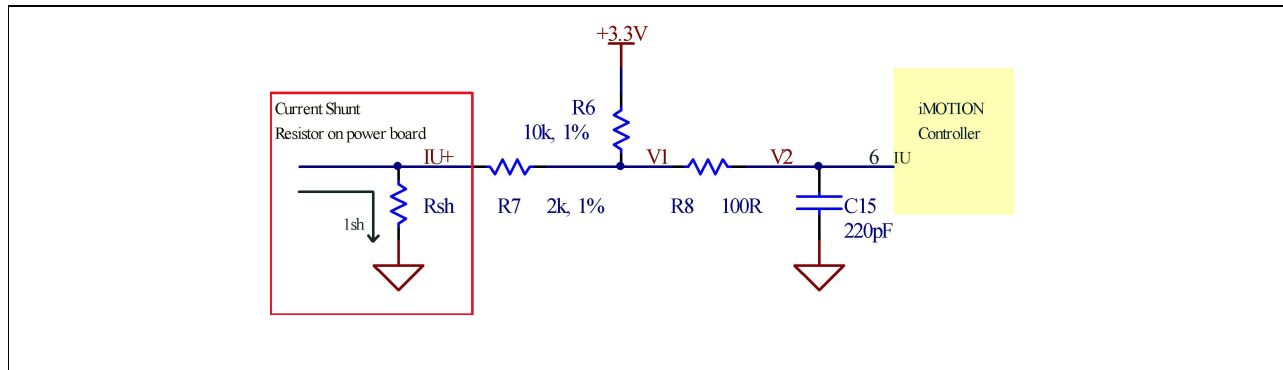 +3.3V
Current Shunt
Resistor on power board
R6
10k, 1%
iMOTION
Controller
IU+
V1
V2
6
IU
1sh
Rsh
R7
2k, 1%
R8
100R
C15
220pF